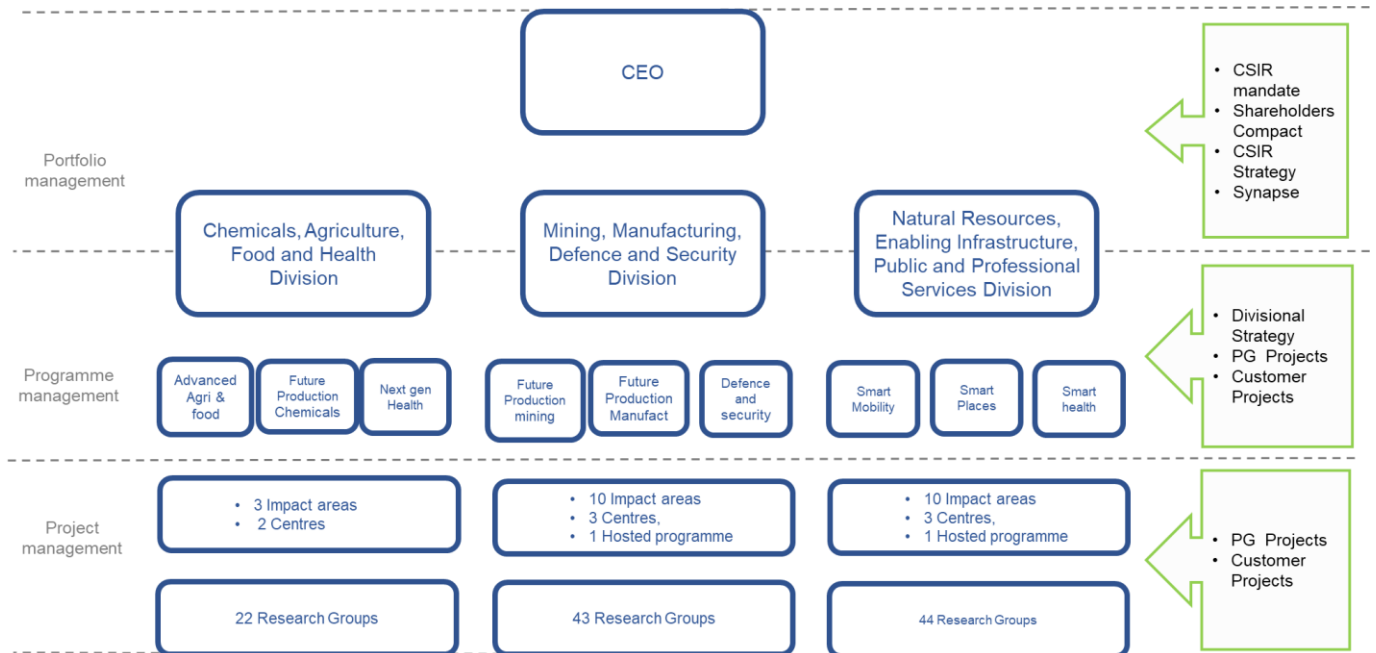 CEO
• CSIR
mandate
• Shareholders
Compact
• CSIR
Strategy
• Synapse
Portfolio
management
Chemicals, Agriculture,
Food and Health
Division
Mining, Manufacturing,
Defence and Security
Division
Natural Resources,
Enabling Infrastructure,
Public and Professional
Services Division
• Divisional
Strategy
• PG Projects
• Customer
Projects
Programme
management
Advanced
Agri &
food
Future
Production
Chemicals
Next gen
Health
Future
Production
mining
Future
Production
Manufact
Defence
and
security
Smart
Mobility
Smart
Places
Smart
health
Project
management
• 3 Impact areas
• 2 Centres
• 10 Impact areas
• 3 Centres,
• 1 Hosted programme
• 10 Impact areas
• 3 Centres,
• 1 Hosted programme
• PG Projects
• Customer
Projects
22 Research Groups
43 Research Groups
44 Research Groups